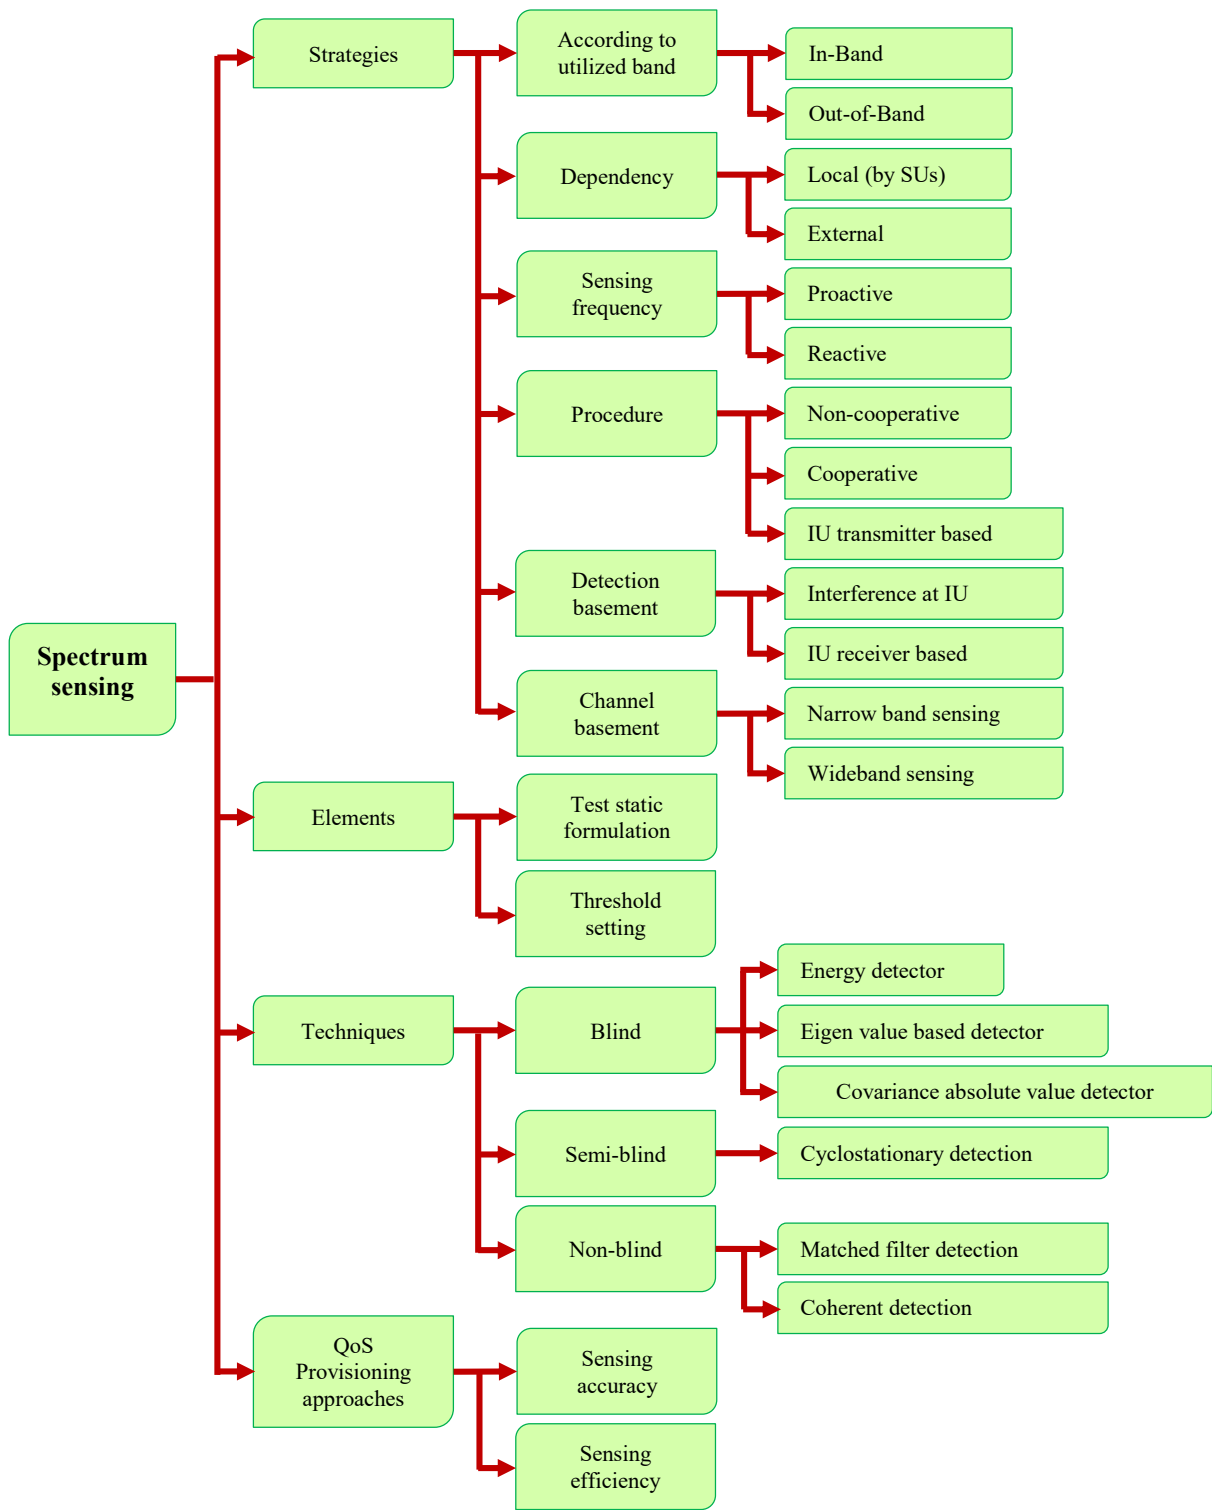 Strategies
According to
utilized band
In-Band
Out-of-Band
Dependency
Local (by SUs)
External
Sensing
frequency
Proactive
Reactive
Procedure
Non-cooperative
Cooperative
IU transmitter based
Detection
basement
Interference at IU
IU receiver based
Spectrum
sensing
Channel
basement
Narrow band sensing
Wideband sensing
Elements
Test static
formulation
Threshold
setting
Techniques
Blind
Energy detector
Eigen value based detector
Covariance absolute value detector
Semi-blind
Cyclostationary detection
Non-blind
Matched filter detection
Coherent detection
QoS
Provisioning
approaches
Sensing
accuracy
Sensing
efficiency